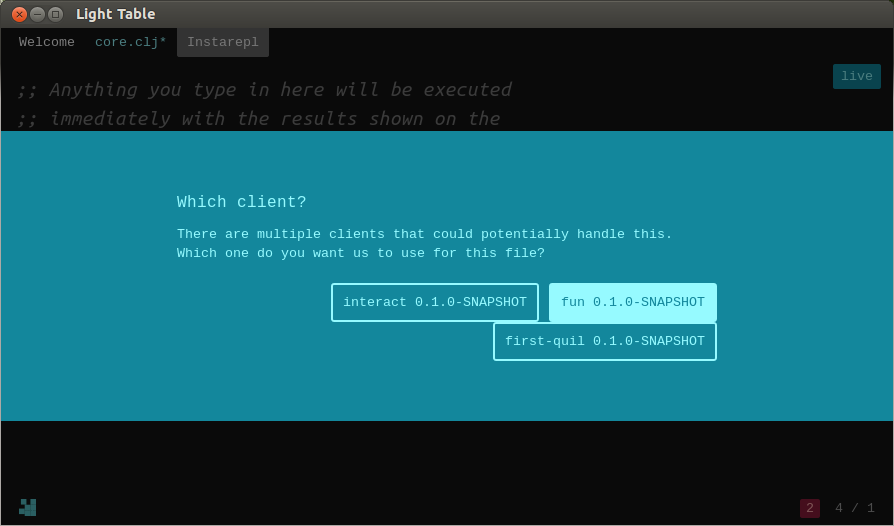 Light Table
Welcome core.clj* Instarepl
live
;; Anything you type in here will be executed
;; immediately with the results shown on the
Which client?
There are multiple clients that could potentially handle this.
Which one do you want us to use for this file?
interact 0.1.0-SNAPSHOT fun 0.1.0-SNAPSHOT
first-quil 0.1.0-SNAPSHOT
2 4 / 1